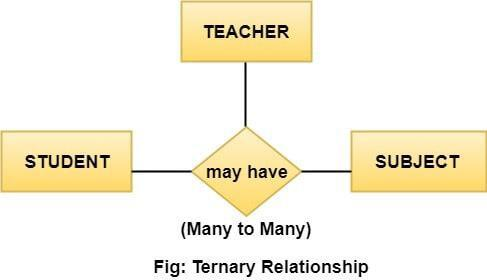 TEACHER
STUDENT
may have
SUBJECT
(Many to Many)
Fig: Ternary Relationship